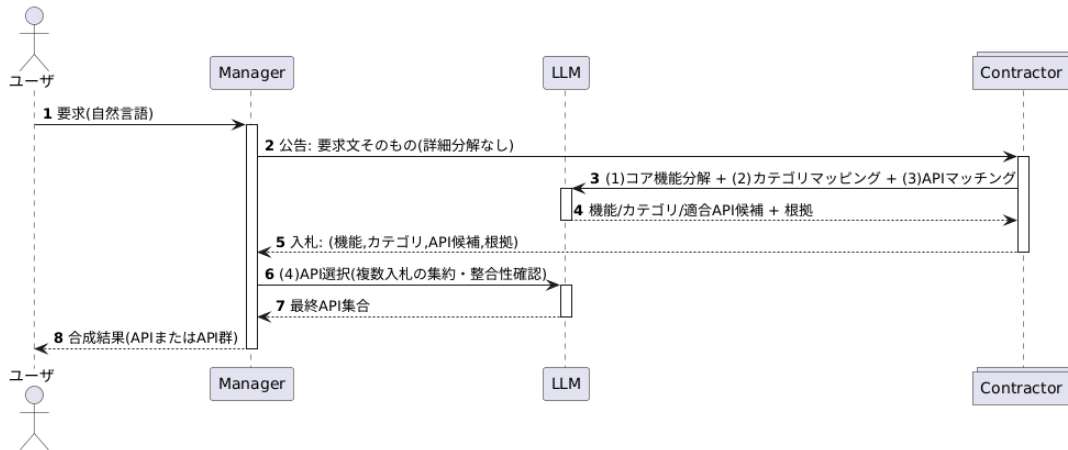 ユーザ
Manager
LLM
Contractor
1 要求(自然言語)
2 公告: 要求文そのもの(詳細分解なし)
3 (1)コア機能分解 + (2)カテゴリマッピング + (3)APIマッチング
4 機能/カテゴリ/適合API候補 + 根拠
5 入札: (機能,カテゴリ,API候補,根拠)
6 (4)API選択(複数入札の集約・整合性確認)
7 最終API集合
8 合成結果(APIまたはAPI群)
ユーザ
Manager
LLM
Contractor